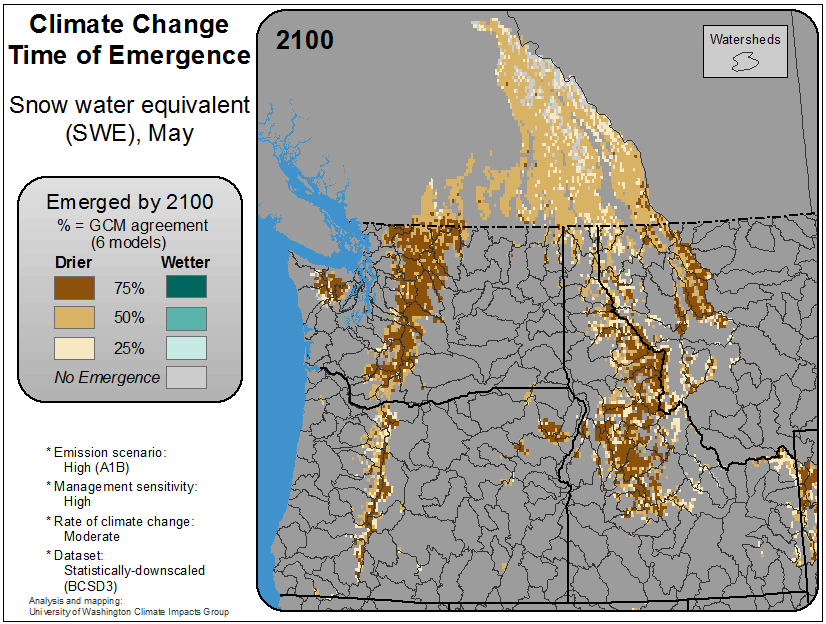 Climate Change
Time of Emergence
Snow water equivalent
(SWE), May
Emerged by 2100
% = GCM agreement
(6 models)
Drier Wetter
75%
50%
25%
No Emergence
* Emission scenario:
High (A1B)
* Management sensitivity:
High
* Rate of climate change:
Moderate
* Dataset:
Statistically-downscaled
(BCSD3)
Analysis and mapping:
University of Washington Climate Impacts Group
2100
Watersheds